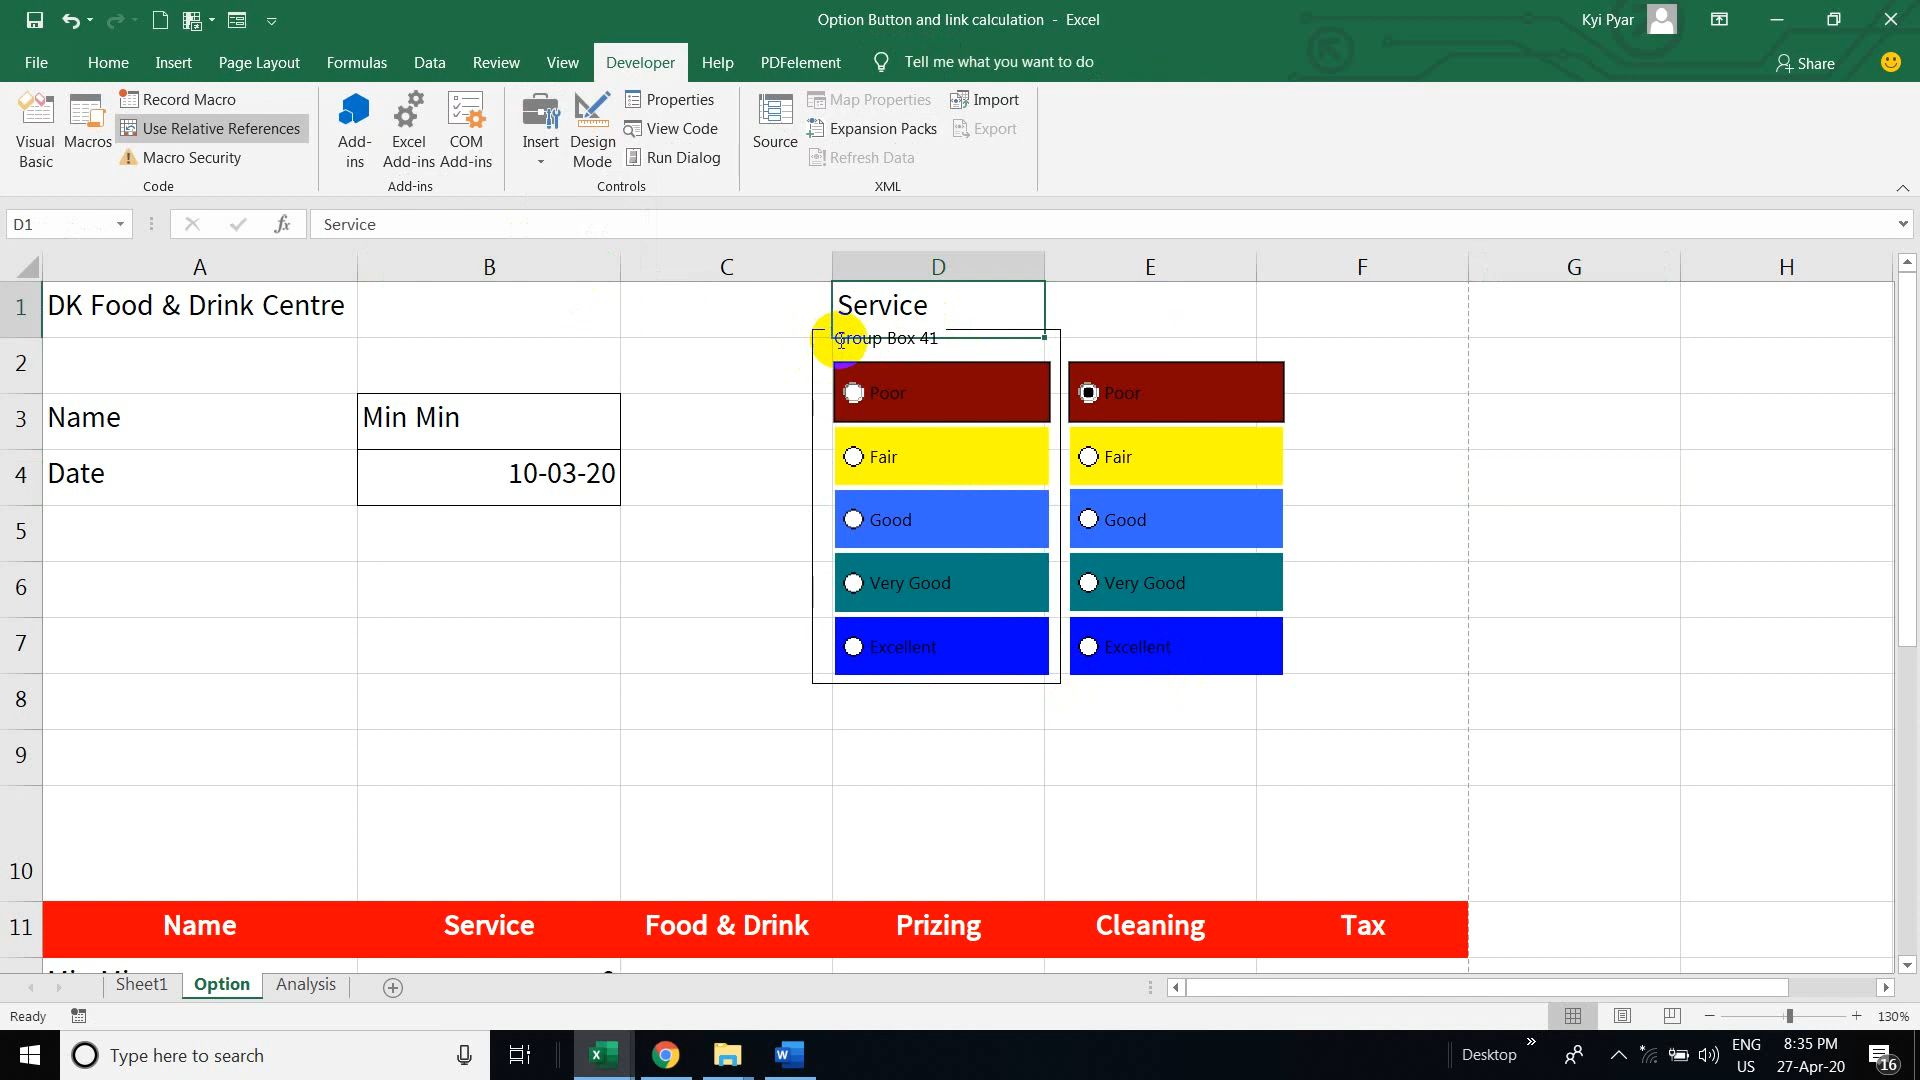 Option Button and link calculation - Excel
Kyi Pyar
File Home Insert Page Layout Formulas Data Review View Developer Help PDFelement Tell me what you want to do Share
Visual Basic
Macros
Record Macro
Use Relative References
Macro Security
Code
Add-ins
Excel Add-ins
COM Add-ins
Add-ins
Insert
Design Mode
Properties
View Code
Run Dialog
Controls
Source
Map Properties
Expansion Packs
Refresh Data
Import
Export
XML
D1
fx
Service
A B C D E F G H
1 DK Food & Drink Centre Service
Group Box 41
2
Poor Poor
3 Name Min Min
Fair Fair
4 Date 10-03-20
Good Good
5
6 Very Good Very Good
7 Excellent Excellent
8
9
10
11 Name Service Food & Drink Prizing Cleaning Tax
Sheet1 Option Analysis
Ready
130%
Type here to search
Desktop
ENG
US
8:35 PM
27-Apr-20
16